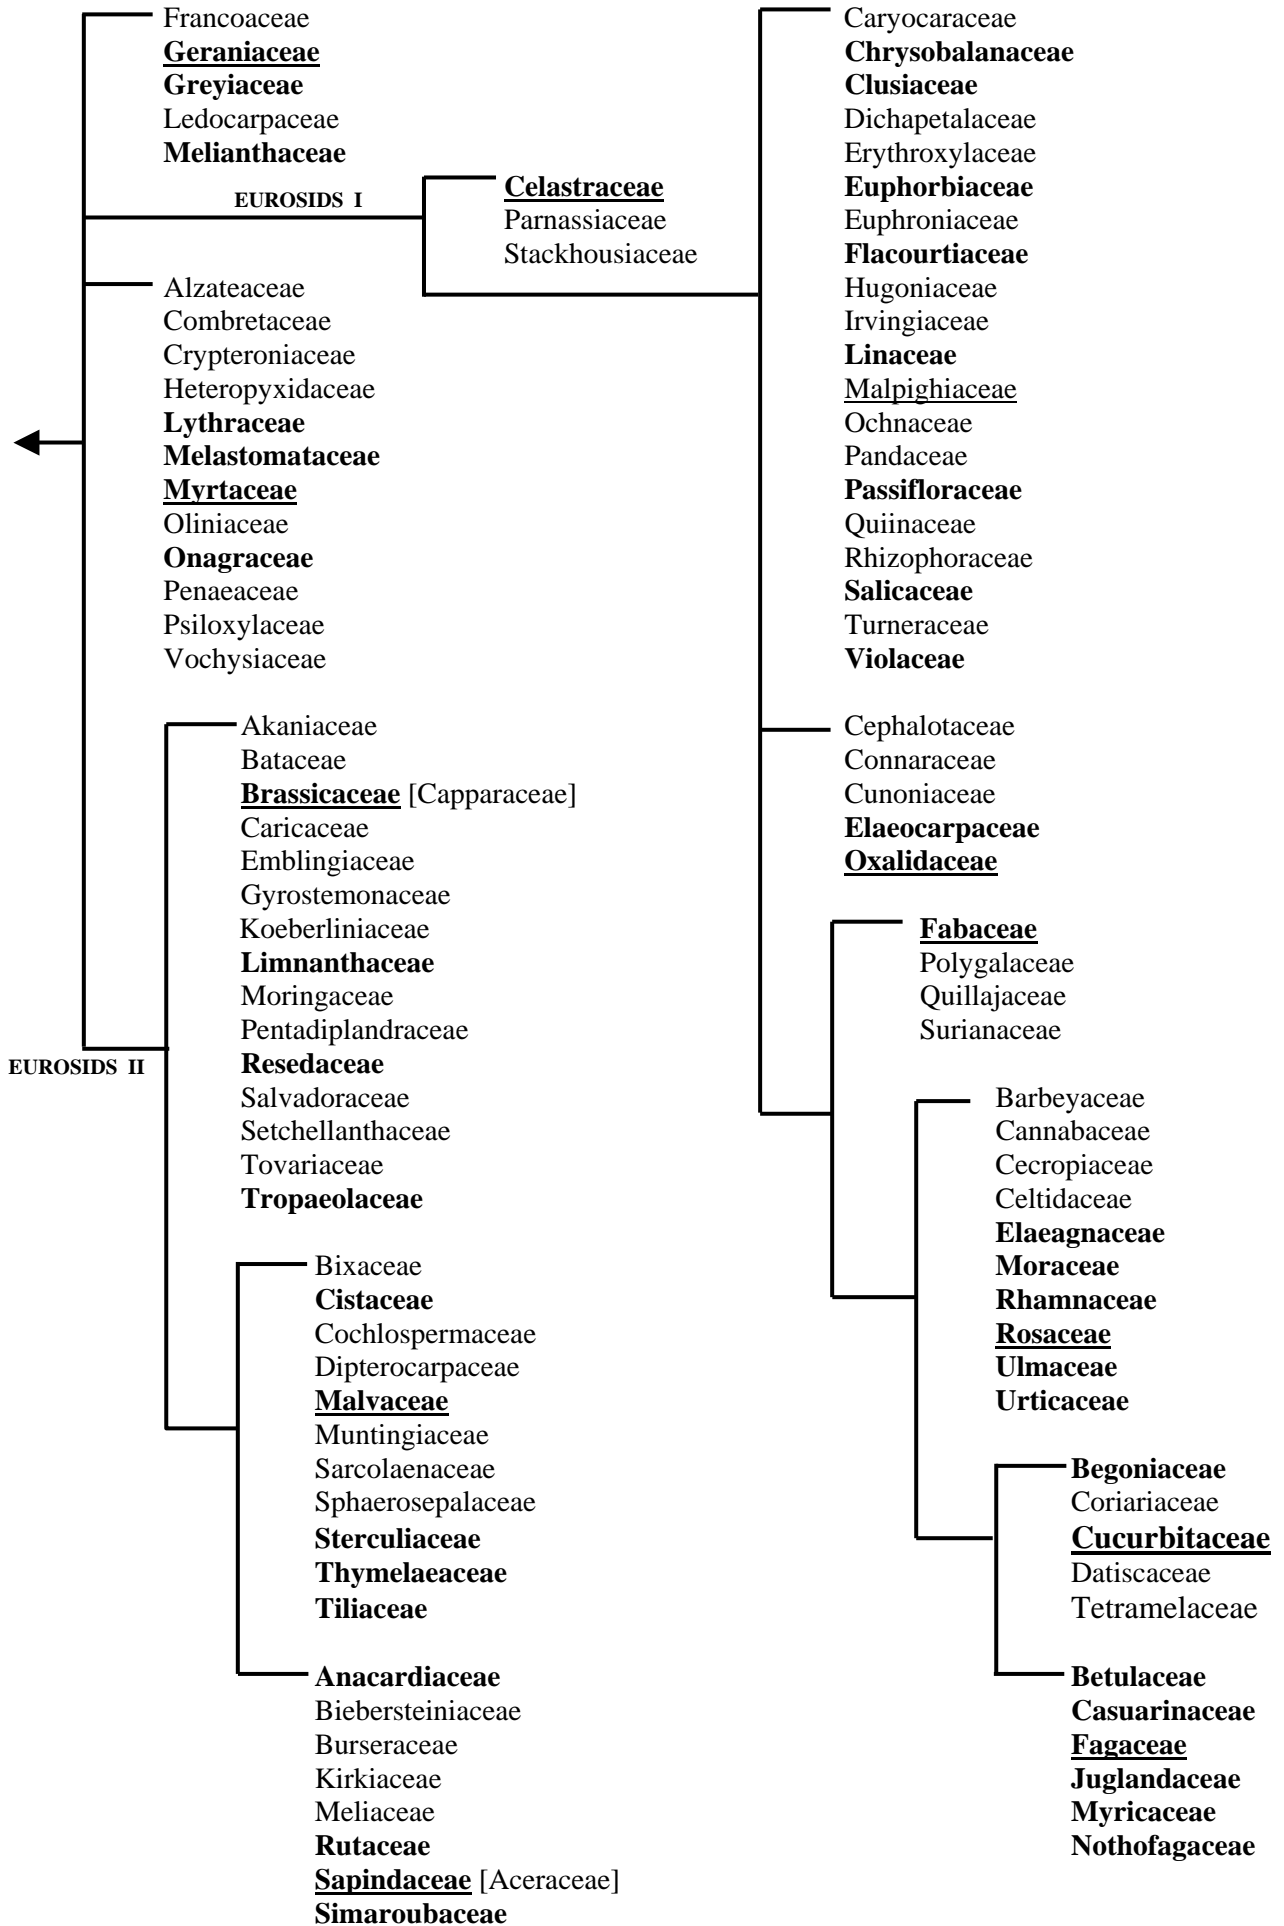 Francoaceae
Geraniaceae
Greyiaceae
Ledocarpaceae
Melianthaceae
EUROSIDS I
Celastraceae
Parnassiaceae
Stackhousiaceae
Alzateaceae
Combretaceae
Crypteroniaceae
Heteropyxidaceae
Lythraceae
Melastomataceae
Myrtaceae
Oliniaceae
Onagraceae
Penaeaceae
Psiloxylaceae
Vochysiaceae
EUROSIDS II
Akaniaceae
Bataceae
Brassicaceae [Capparaceae]
Caricaceae
Emblingiaceae
Gyrostemonaceae
Koeberliniaceae
Limnanthaceae
Moringaceae
Pentadiplandraceae
Resedaceae
Salvadoraceae
Setchellanthaceae
Tovariaceae
Tropaeolaceae
Bixaceae
Cistaceae
Cochlospermaceae
Dipterocarpaceae
Malvaceae
Muntingiaceae
Sarcolaenaceae
Sphaerosepalaceae
Sterculiaceae
Thymelaeaceae
Tiliaceae
Anacardiaceae
Biebersteiniaceae
Burseraceae
Kirkiaceae
Meliaceae
Rutaceae
Sapindaceae [Aceraceae]
Simaroubaceae
Caryocaraceae
Chrysobalanaceae
Clusiaceae
Dichapetalaceae
Erythroxylaceae
Euphorbiaceae
Euphroniaceae
Flacourtiaceae
Hugoniaceae
Irvingiaceae
Linaceae
Malpighiaceae
Ochnaceae
Pandaceae
Passifloraceae
Quiinaceae
Rhizophoraceae
Salicaceae
Turneraceae
Violaceae
Cephalotaceae
Connaraceae
Cunoniaceae
Elaeocarpaceae
Oxalidaceae
Fabaceae
Polygalaceae
Quillajaceae
Surianaceae
Barbeyaceae
Cannabaceae
Cecropiaceae
Celtidaceae
Elaeagnaceae
Moraceae
Rhamnaceae
Rosaceae
Ulmaceae
Urticaceae
Begoniaceae
Coriariaceae
Cucurbitaceae
Datiscaceae
Tetramelaceae
Betulaceae
Casuarinaceae
Fagaceae
Juglandaceae
Myricaceae
Nothofagaceae